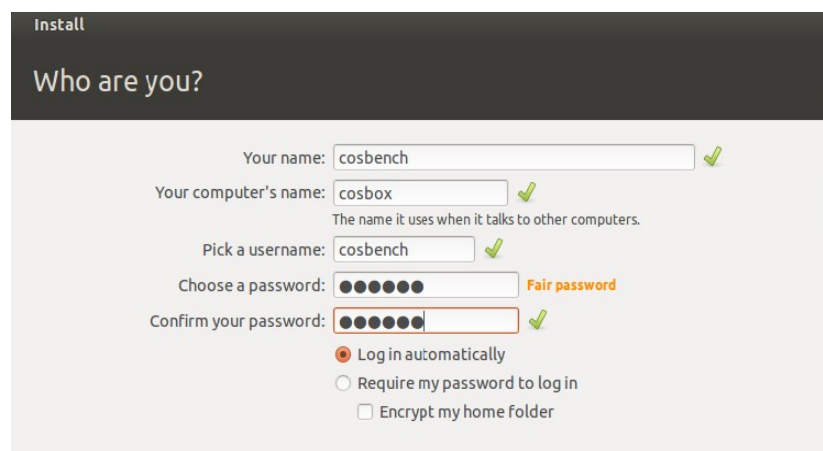 Install
Who are you?
Your name: cosbench
Your computer's name: cosbox
The name it uses when it talks to other computers.
Pick a username: cosbench
Choose a password: ●●●●●● Fair password
Confirm your password: ●●●●●●
Log in automatically
Require my password to log in
Encrypt my home folder